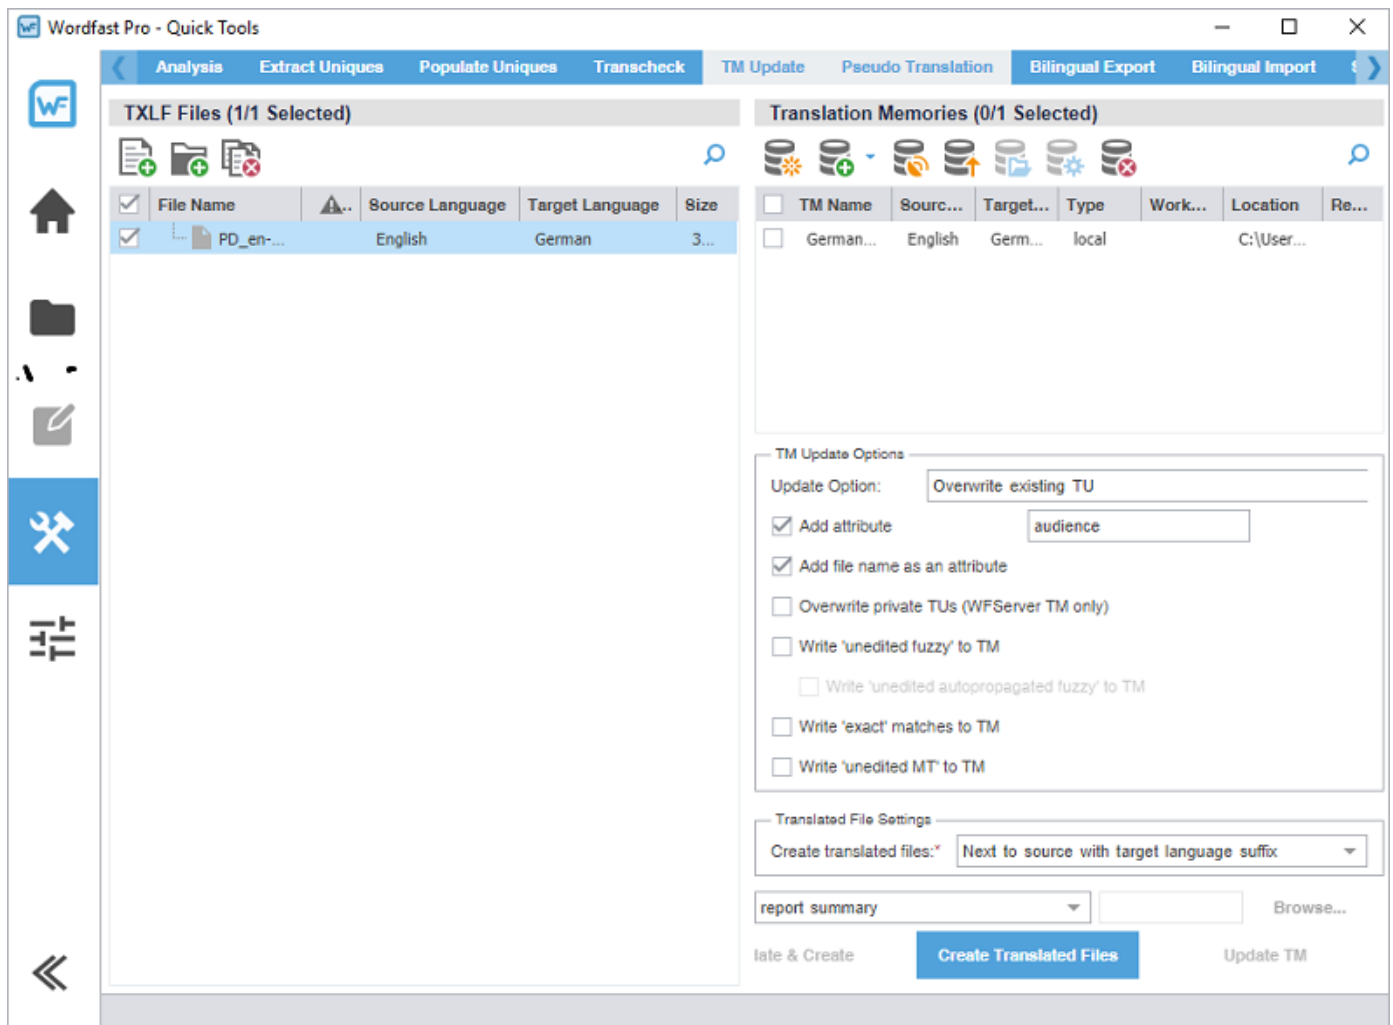 Wordfast Pro - Quick Tools
Analysis Extract Uniques Populate Uniques Transcheck TM Update Pseudo Translation Bilingual Export Bilingual Import
WF
TXLF Files (1/1 Selected)
File Name Source Language Target Language Size
PD_en-... English German 3...
Translation Memories (0/1 Selected)
TM Name Sourc... Target... Type Work... Location Re...
German... English Germ... local C:\User...
TM Update Options
Update Option: Overwrite existing TU
Add attribute audience
Add file name as an attribute
Overwrite private TUs (WFServer TM only)
Write 'unedited fuzzy' to TM
Write 'unedited autopropagated fuzzy' to TM
Write 'exact' matches to TM
Write 'unedited MT' to TM
Translated File Settings
Create translated files:* Next to source with target language suffix
report summary Browse...
late & Create Create Translated Files Update TM